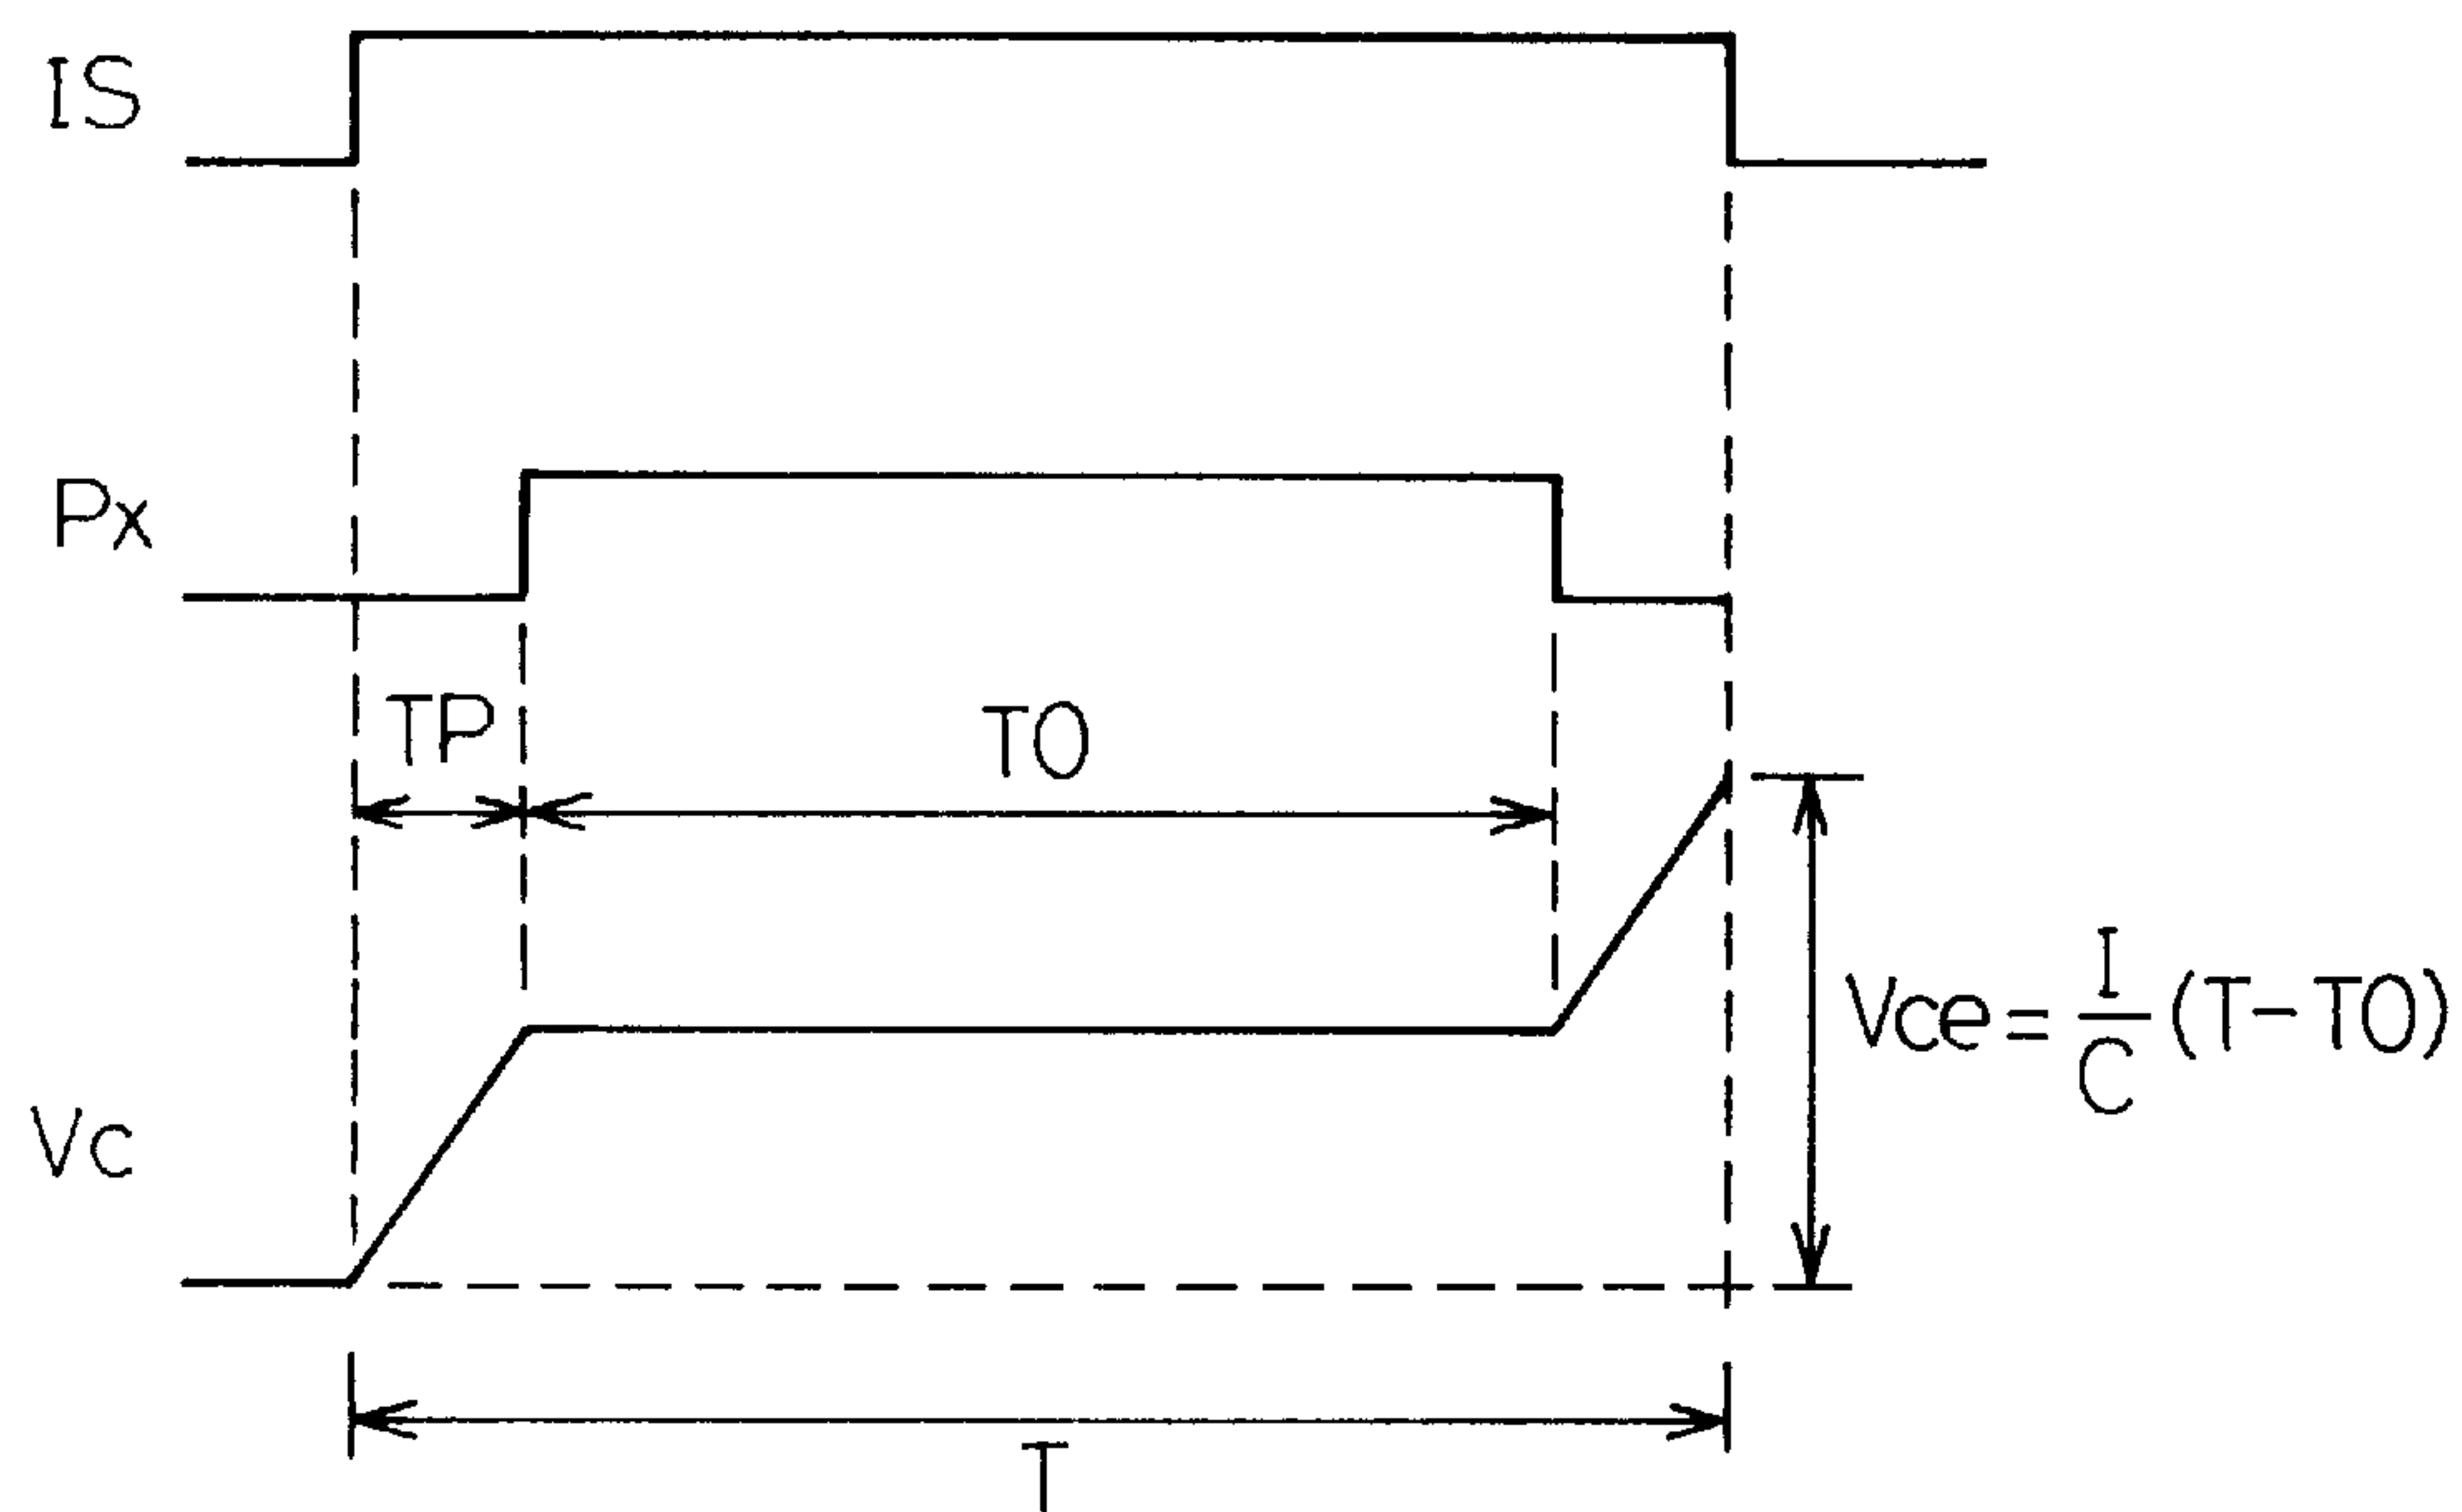 IS
Px
TP
TO
Vce = I/C (T-TO)
Vc
T